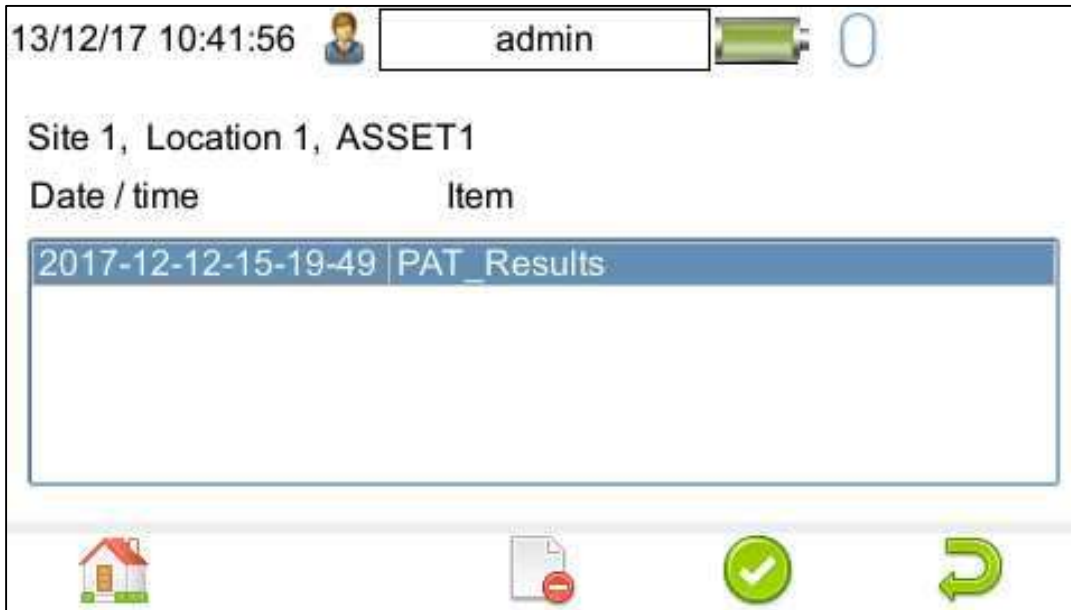 13/12/17 10:41:56 admin
Site 1, Location 1, ASSET1
Date / time Item
2017-12-12-15-19-49 PAT_Results